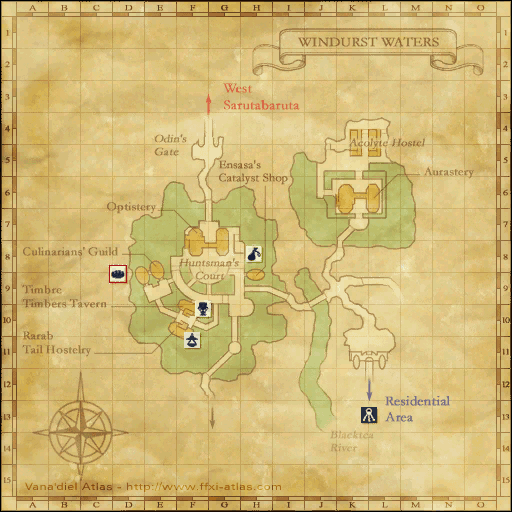 A B C D E F G H I J K L M N O
WINDURST WATERS
West
Sarutabaruta
Odin's
Gate
Acolyte Hostel
Ensasa's
Catalyst Shop
Aurastery
Optistery
Culinarians' Guild
Huntsman's
Court
Timbre
Timbers Tavern
Rarab
Tail Hostelry
Residential
Area
Blacktea
River
Vana'diel Atlas - http://www.ffxi-atlas.com
1
2
3
4
5
6
7
8
9
10
11
12
13
14
15
1
2
3
4
5
6
7
8
9
10
11
12
13
14
15
A B C D E F G H I J K L M N O